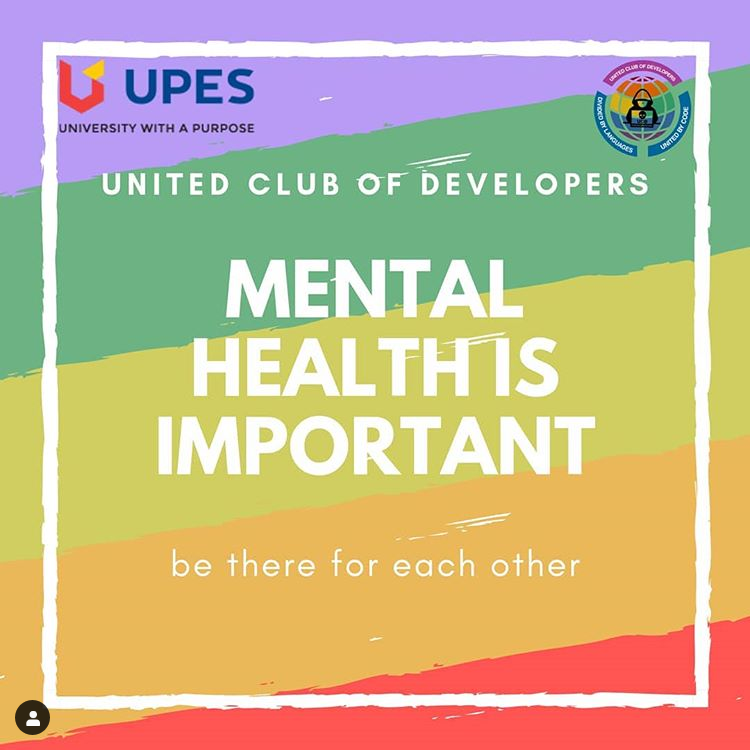 UPES
UNIVERSITY WITH A PURPOSE
UNITED CLUB OF DEVELOPERS
DIVIDED BY LANGUAGES
UNITED BY CODE
UNITED CLUB OF DEVELOPERS
MENTAL
HEALTH IS
IMPORTANT
be there for each other